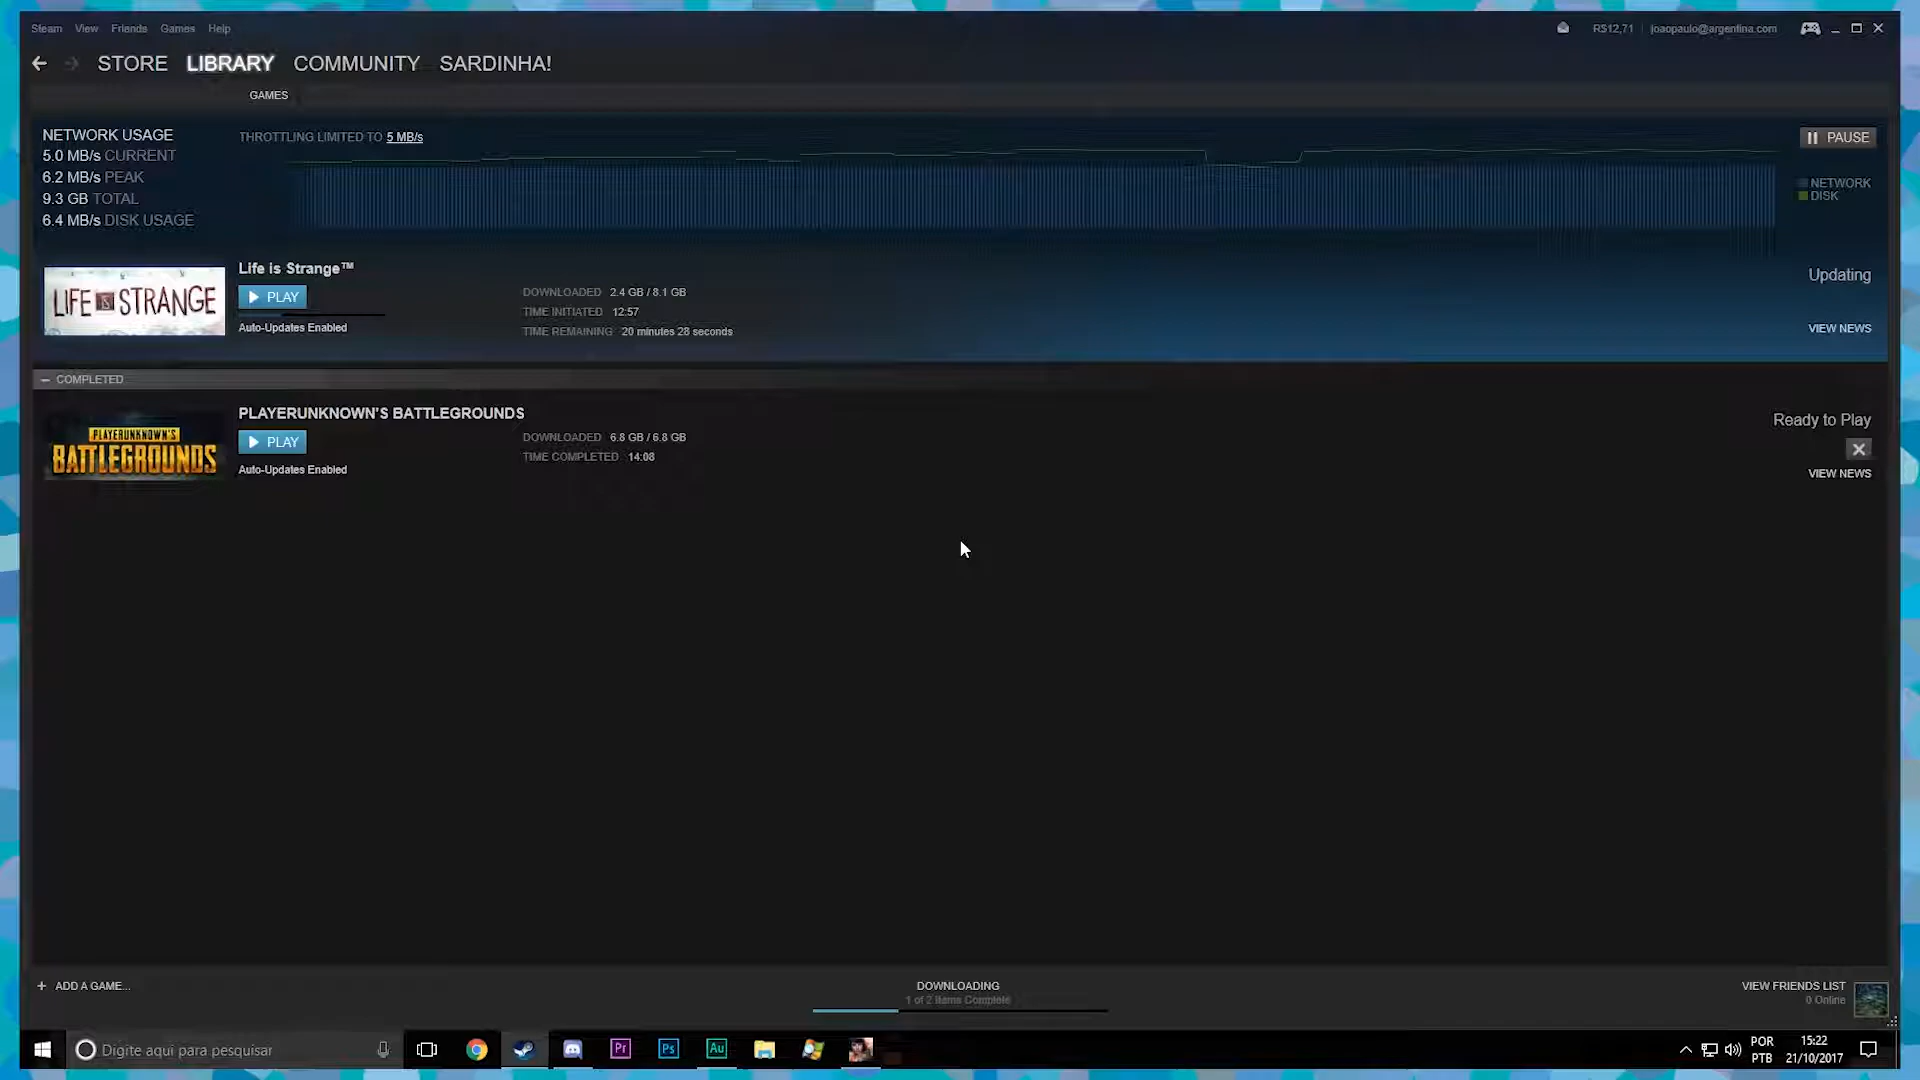 Steam View Friends Games Help
R$12,71 joaopaulo@argentina.com
STORE LIBRARY COMMUNITY SARDINHA!
GAMES
NETWORK USAGE
5.0 MB/s CURRENT
6.2 MB/s PEAK
9.3 GB TOTAL
6.4 MB/s DISK USAGE
THROTTLING LIMITED TO 5 MB/s
PAUSE
NETWORK
DISK
LIFE IS STRANGE
Life is Strange™
PLAY
Auto-Updates Enabled
DOWNLOADED 2.4 GB / 8.1 GB
TIME INITIATED 12:57
TIME REMAINING 20 minutes 28 seconds
Updating
VIEW NEWS
— COMPLETED
PLAYERUNKNOWN'S
BATTLEGROUNDS
PLAYERUNKNOWN'S BATTLEGROUNDS
PLAY
Auto-Updates Enabled
DOWNLOADED 6.8 GB / 6.8 GB
TIME COMPLETED 14:08
Ready to Play
VIEW NEWS
+ ADD A GAME...
DOWNLOADING
1 of 2 Items Complete
VIEW FRIENDS LIST
0 Online
Digite aqui para pesquisar
Pr
Ps
Au
POR
PTB
15:22
21/10/2017